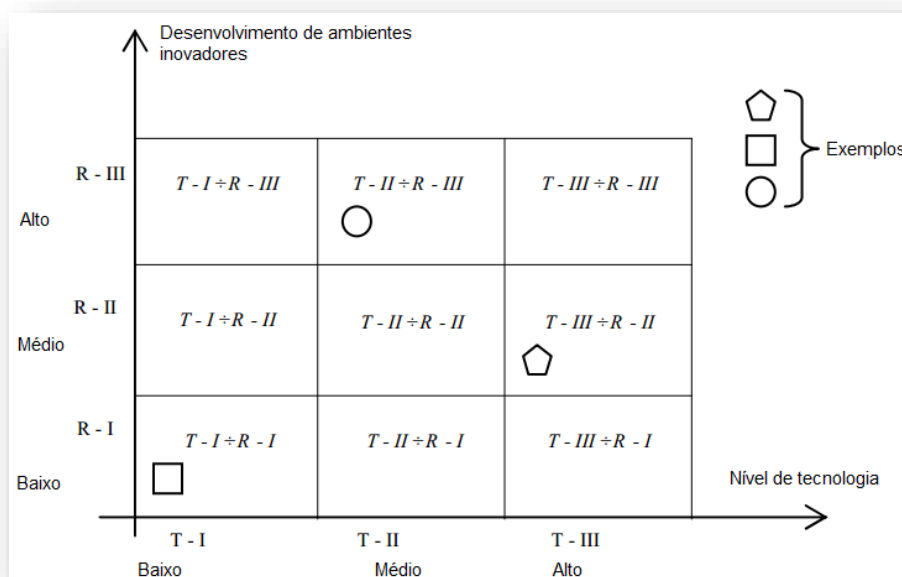 Desenvolvimento de ambientes
inovadores
Exemplos
R - III
T - I ÷ R - III
T - II ÷ R - III
T - III ÷ R - III
Alto
R - II
T - I ÷ R - II
T - II ÷ R - II
T - III ÷ R - II
Médio
R - I
T - I ÷ R - I
T - II ÷ R - I
T - III ÷ R - I
Baixo
Nível de tecnologia
T - I
T - II
T - III
Baixo
Médio
Alto